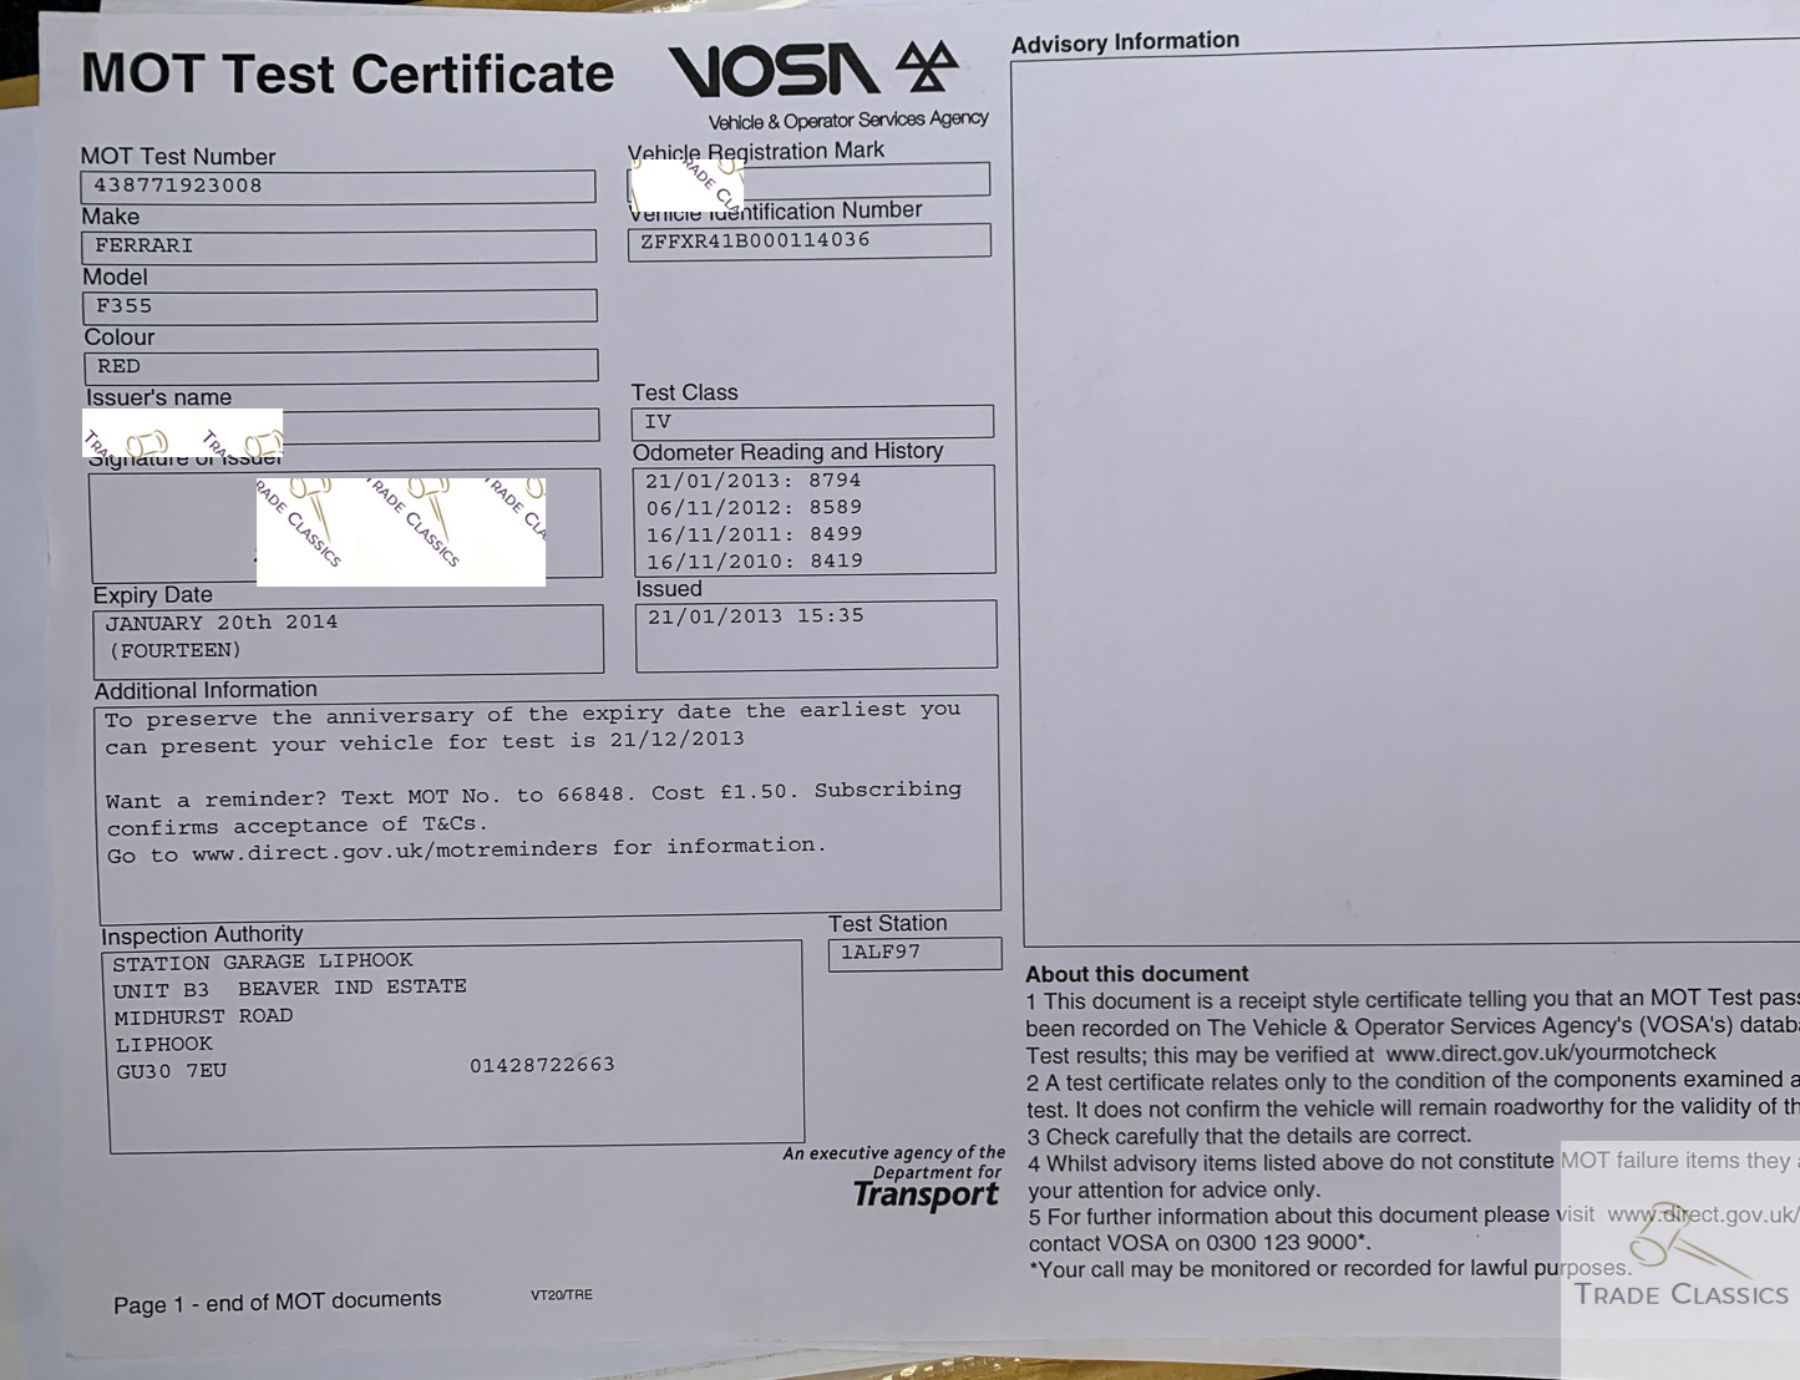 MOT Test Certificate
VOSA
Vehicle & Operator Services Agency
MOT Test Number
438771923008
Vehicle Registration Mark
TRADE CLA
Make
FERRARI
Vehicle Identification Number
ZFFXR41B000114036
Model
F355
Colour
RED
Issuer's name
TRA TRA
Test Class
IV
Signature of Issuer
RADE CLASSICS RADE CLASSICS RADE CLA
Odometer Reading and History
21/01/2013: 8794
06/11/2012: 8589
16/11/2011: 8499
16/11/2010: 8419
Expiry Date
JANUARY 20th 2014
(FOURTEEN)
Issued
21/01/2013 15:35
Additional Information
To preserve the anniversary of the expiry date the earliest you
can present your vehicle for test is 21/12/2013
Want a reminder? Text MOT No. to 66848. Cost £1.50. Subscribing
confirms acceptance of T&Cs.
Go to www.direct.gov.uk/motreminders for information.
Inspection Authority
STATION GARAGE LIPHOOK
UNIT B3 BEAVER IND ESTATE
MIDHURST ROAD
LIPHOOK
GU30 7EU 01428722663
Test Station
1ALF97
An executive agency of the
Department for
Transport
Page 1 - end of MOT documents
VT20/TRE
Advisory Information
About this document
1 This document is a receipt style certificate telling you that an MOT Test pass
been recorded on The Vehicle & Operator Services Agency's (VOSA's) databa
Test results; this may be verified at www.direct.gov.uk/yourmotcheck
2 A test certificate relates only to the condition of the components examined a
test. It does not confirm the vehicle will remain roadworthy for the validity of th
3 Check carefully that the details are correct.
4 Whilst advisory items listed above do not constitute MOT failure items they a
your attention for advice only.
5 For further information about this document please visit www.direct.gov.uk/
contact VOSA on 0300 123 9000*.
*Your call may be monitored or recorded for lawful purposes.
TRADE CLASSICS